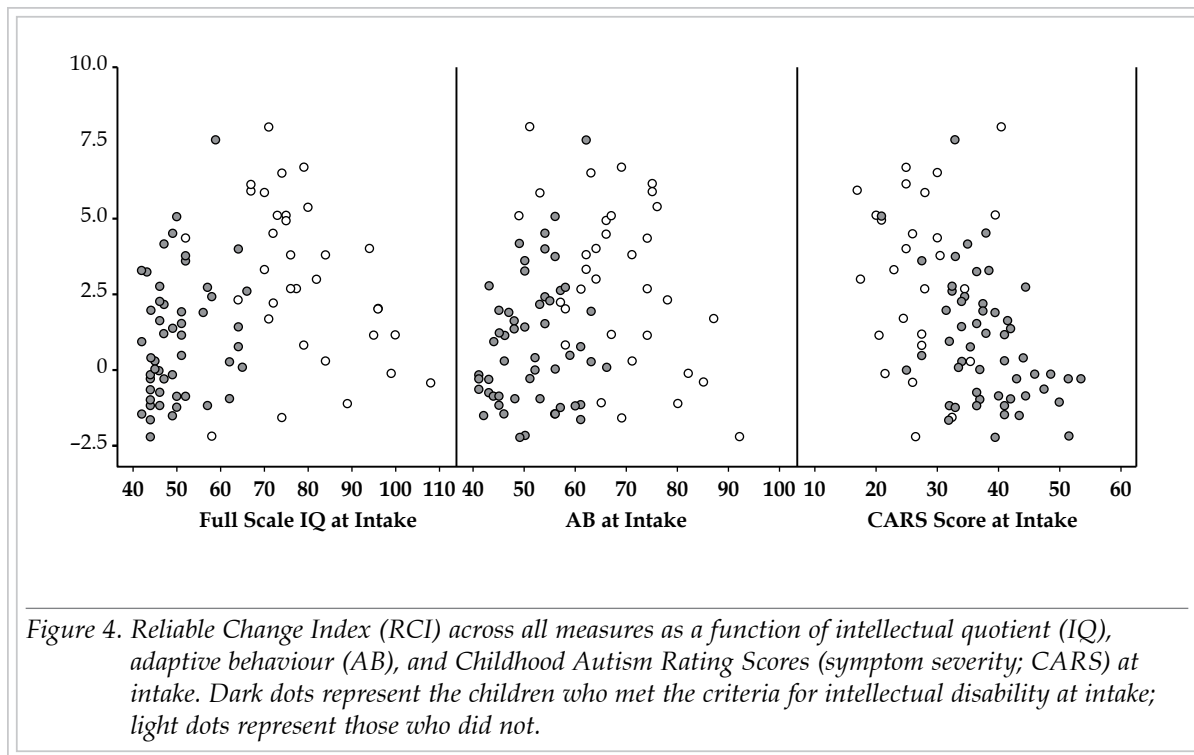 10.0
7.5
5.0
2.5
0
−2.5
40 50 60 70 80 90 100 110 40 50 60 70 80 90 100 10 20 30 40 50 60
Full Scale IQ at Intake AB at Intake CARS Score at Intake
Figure 4. Reliable Change Index (RCI) across all measures as a function of intellectual quotient (IQ),
adaptive behaviour (AB), and Childhood Autism Rating Scores (symptom severity; CARS) at
intake. Dark dots represent the children who met the criteria for intellectual disability at intake;
light dots represent those who did not.